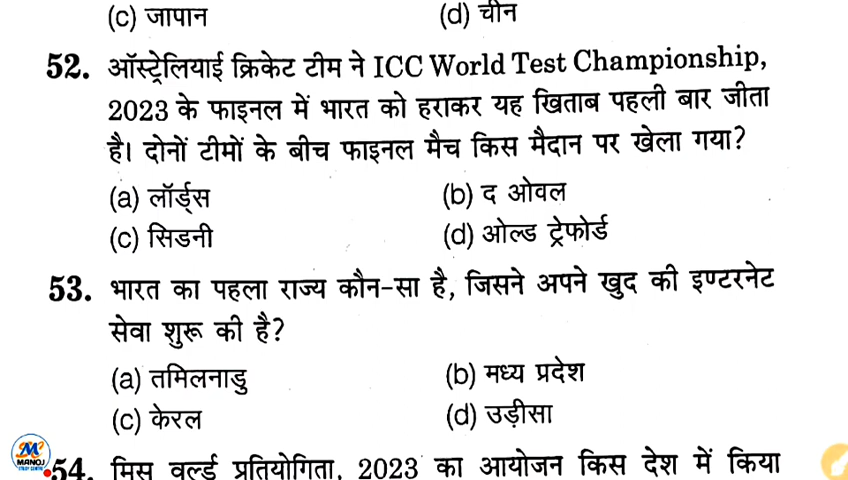 (c) जापान (d) चीन
52. ऑस्ट्रेलियाई क्रिकेट टीम ने ICC World Test Championship,
2023 के फाइनल में भारत को हराकर यह खिताब पहली बार जीता
है। दोनों टीमों के बीच फाइनल मैच किस मैदान पर खेला गया?
(a) लॉर्ड्स (b) द ओवल
(c) सिडनी (d) ओल्ड ट्रेफोर्ड
53. भारत का पहला राज्य कौन-सा है, जिसने अपने खुद की इण्टरनेट
सेवा शुरू की है?
(a) तमिलनाडु (b) मध्य प्रदेश
(c) केरल (d) उड़ीसा
MANOJ
STUDY CENTRE
54. मिस वर्ल्ड प्रतियोगिता, 2023 का आयोजन किस देश में किया